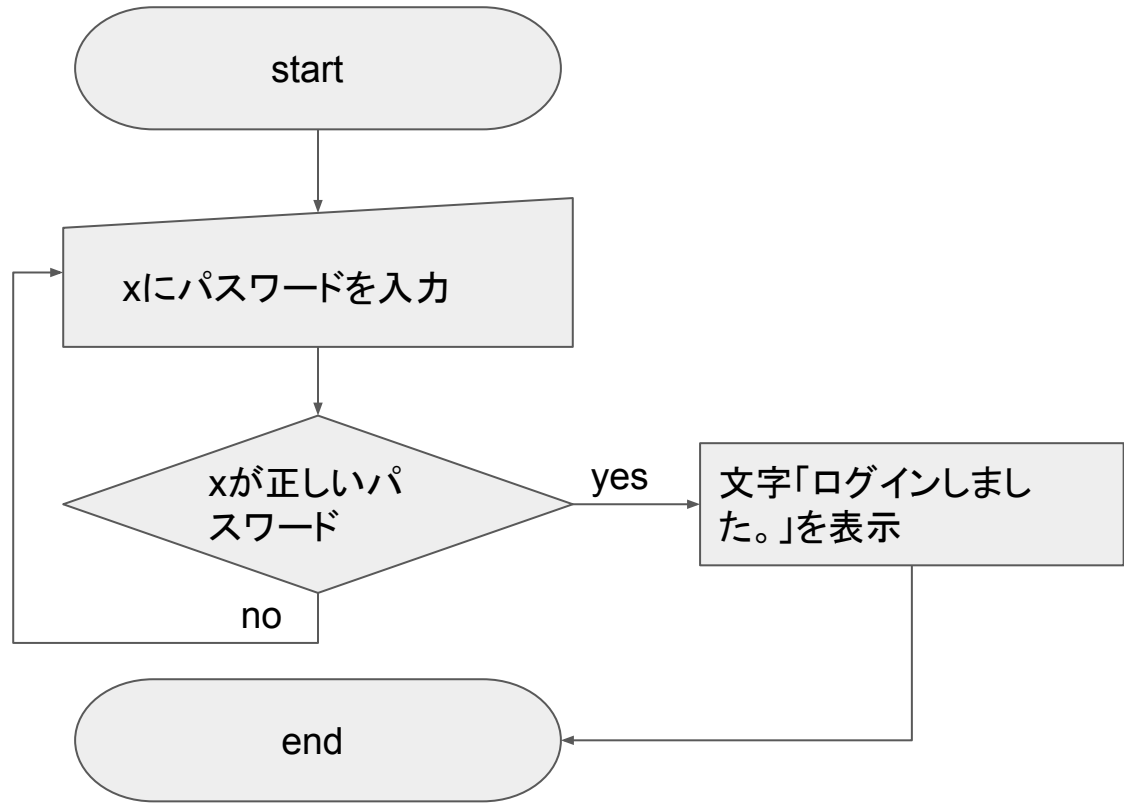 start
xにパスワードを入力
xが正しいパ
スワード
yes
文字「ログインしまし
た。」を表示
no
end